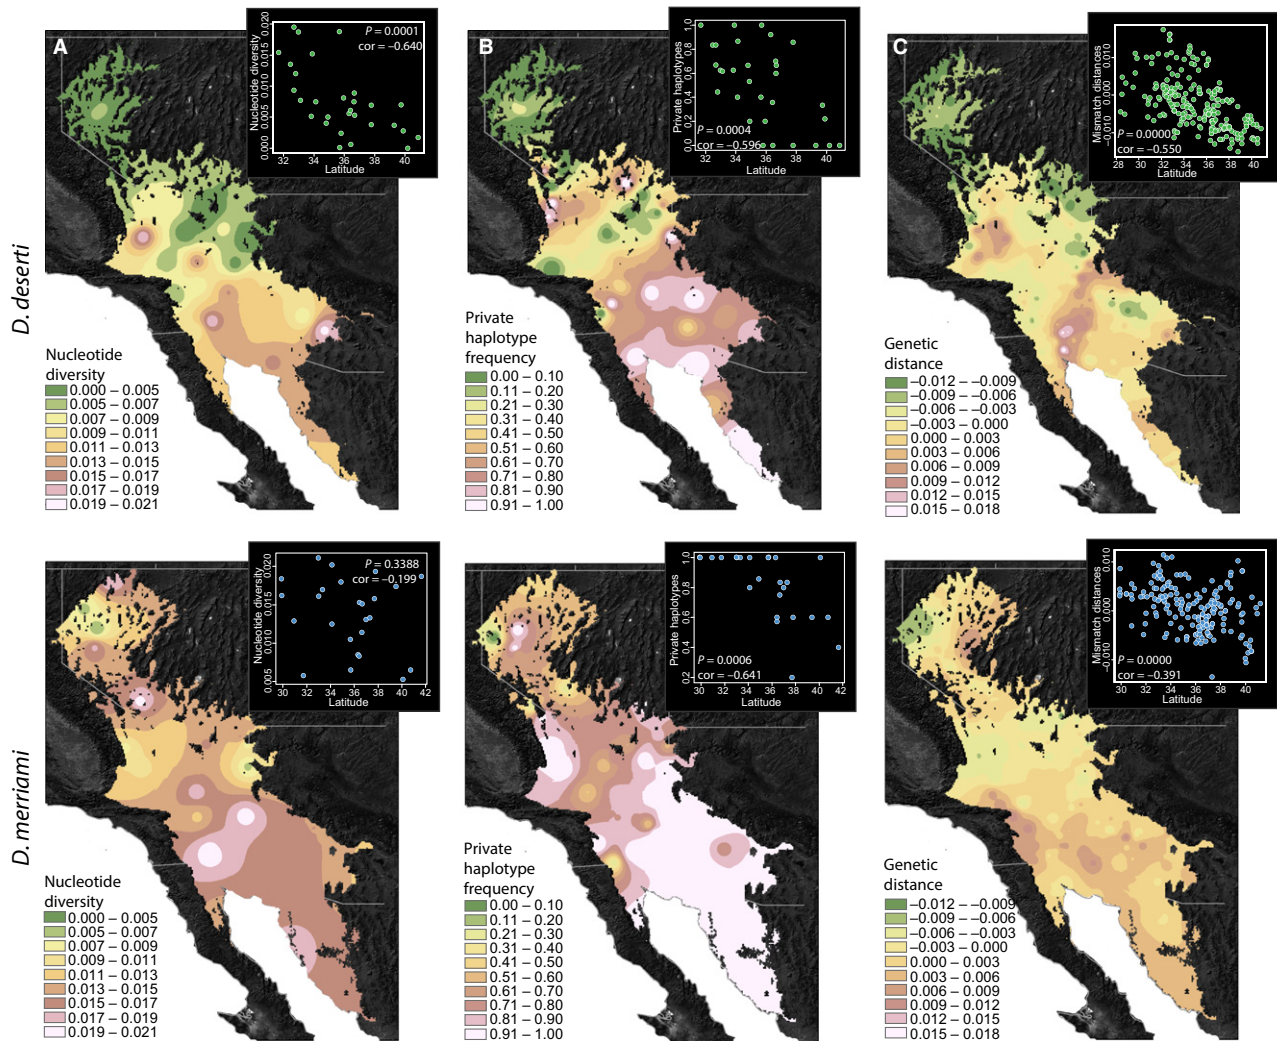 A
0.020
0.015
0.010
0.005
0.000
Nucleotide diversity
P = 0.0001
cor = −0.640
32 34 36 38 40
Latitude
B
1.0
0.8
0.6
0.4
0.2
0.0
Private haplotypes
P = 0.0004
cor = −0.596
32 34 36 38 40
Latitude
C
0.010
0.000
−0.010
Mismatch distances
P = 0.0000
cor = −0.550
28 30 32 34 36 38 40
Latitude
D. deserti
Nucleotide
diversity
0.000 – 0.005
0.005 – 0.007
0.007 – 0.009
0.009 – 0.011
0.011 – 0.013
0.013 – 0.015
0.015 – 0.017
0.017 – 0.019
0.019 – 0.021
Private
haplotype
frequency
0.00 - 0.10
0.11 - 0.20
0.21 - 0.30
0.31 - 0.40
0.41 - 0.50
0.51 - 0.60
0.61 - 0.70
0.71 - 0.80
0.81 - 0.90
0.91 - 1.00
Genetic
distance
−0.012 – −0.009
−0.009 – −0.006
−0.006 – −0.003
−0.003 – 0.000
0.000 – 0.003
0.003 – 0.006
0.006 – 0.009
0.009 – 0.012
0.012 – 0.015
0.015 – 0.018
0.020
0.015
0.010
0.005
Nucleotide diversity
P = 0.3388
cor = −0.199
30 32 34 36 38 40 42
Latitude
1.0
0.8
0.6
0.4
0.2
Private haplotypes
P = 0.0006
cor = −0.641
30 32 34 36 38 40 42
Latitude
0.010
0.000
−0.010
Mismatch distances
P = 0.0000
cor = −0.391
30 32 34 36 38 40
Latitude
D. merriami
Nucleotide
diversity
0.000 – 0.005
0.005 – 0.007
0.007 – 0.009
0.009 – 0.011
0.011 – 0.013
0.013 – 0.015
0.015 – 0.017
0.017 – 0.019
0.019 – 0.021
Private
haplotype
frequency
0.00 - 0.10
0.11 - 0.20
0.21 - 0.30
0.31 - 0.40
0.41 - 0.50
0.51 - 0.60
0.61 - 0.70
0.71 - 0.80
0.81 - 0.90
0.91 - 1.00
Genetic
distance
−0.012 – −0.009
−0.009 – −0.006
−0.006 – −0.003
−0.003 – 0.000
0.000 – 0.003
0.003 – 0.006
0.006 – 0.009
0.009 – 0.012
0.012 – 0.015
0.015 – 0.018